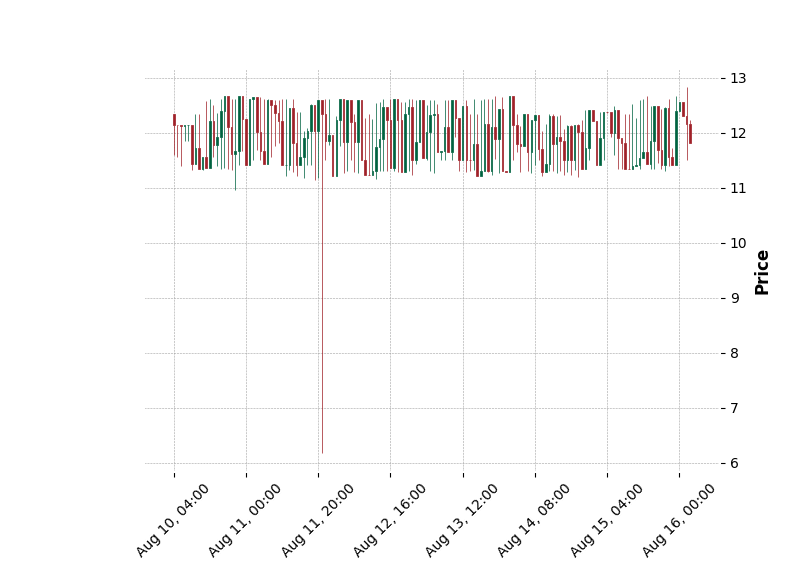 13
12
11
10
9
8
7
6
Price
Aug 10, 04:00
Aug 11, 00:00
Aug 11, 20:00
Aug 12, 16:00
Aug 13, 12:00
Aug 14, 08:00
Aug 15, 04:00
Aug 16, 00:00